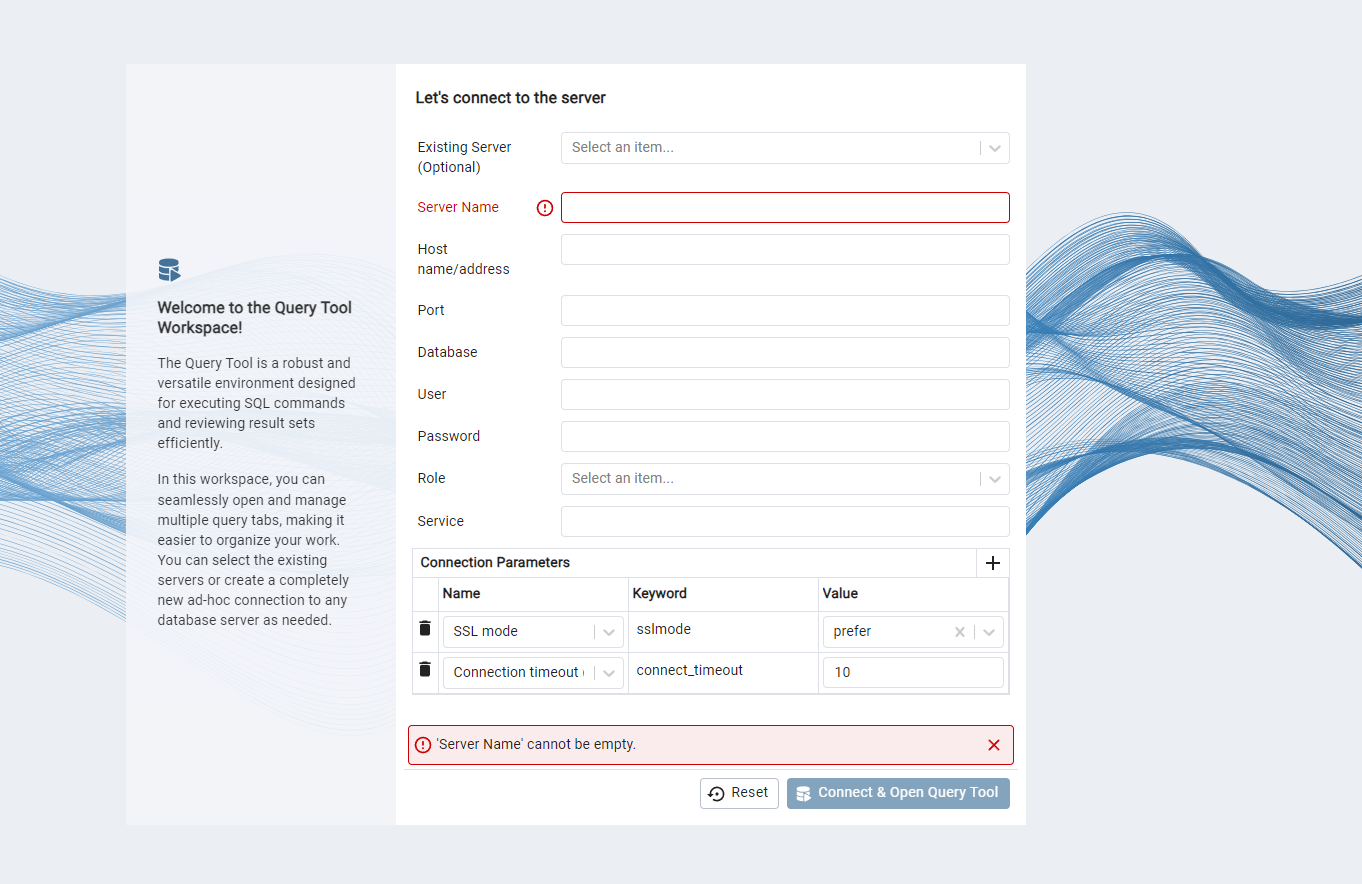 Welcome to the Query Tool
Workspace!
The Query Tool is a robust and
versatile environment designed
for executing SQL commands
and reviewing result sets
efficiently.
In this workspace, you can
seamlessly open and manage
multiple query tabs, making it
easier to organize your work.
You can select the existing
servers or create a completely
new ad-hoc connection to any
database server as needed.
Let's connect to the server
Existing Server
(Optional)
Select an item...
Server Name
Host
name/address
Port
Database
User
Password
Role
Select an item...
Service
Connection Parameters
Name Keyword Value
SSL mode sslmode prefer
Connection timeout connect_timeout 10
'Server Name' cannot be empty.
Reset Connect & Open Query Tool